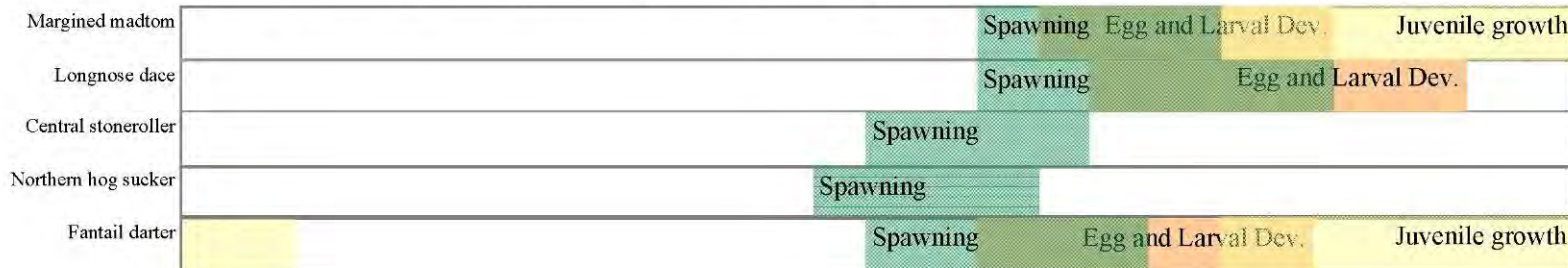 Margined madtom Spawning Egg and Larval Dev. Juvenile growth
Longnose dace Spawning Egg and Larval Dev.
Central stoneroller Spawning
Northern hog sucker Spawning
Fantail darter Spawning Egg and Larval Dev. Juvenile growth